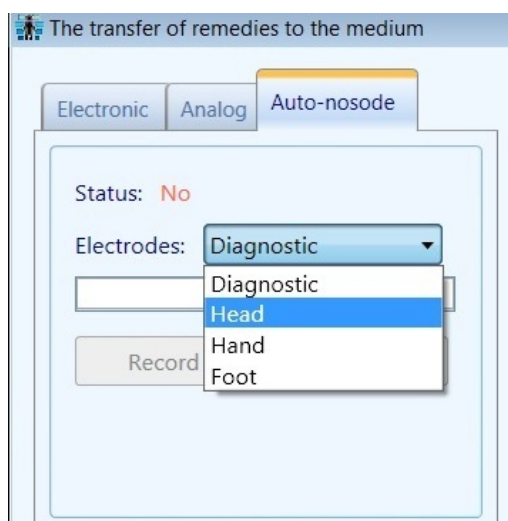 The transfer of remedies to the medium
Electronic Analog Auto-nosode
Status: No
Electrodes: Diagnostic
Diagnostic
Head
Hand
Record
Foot